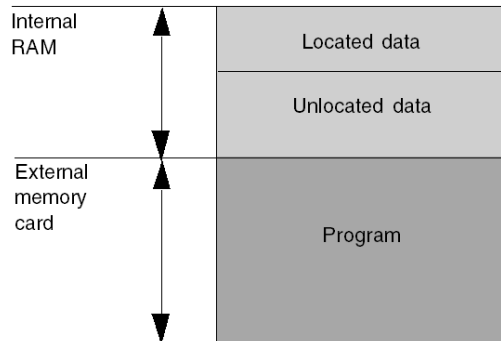 Internal
RAM
Located data
Unlocated data
External
memory
card
Program